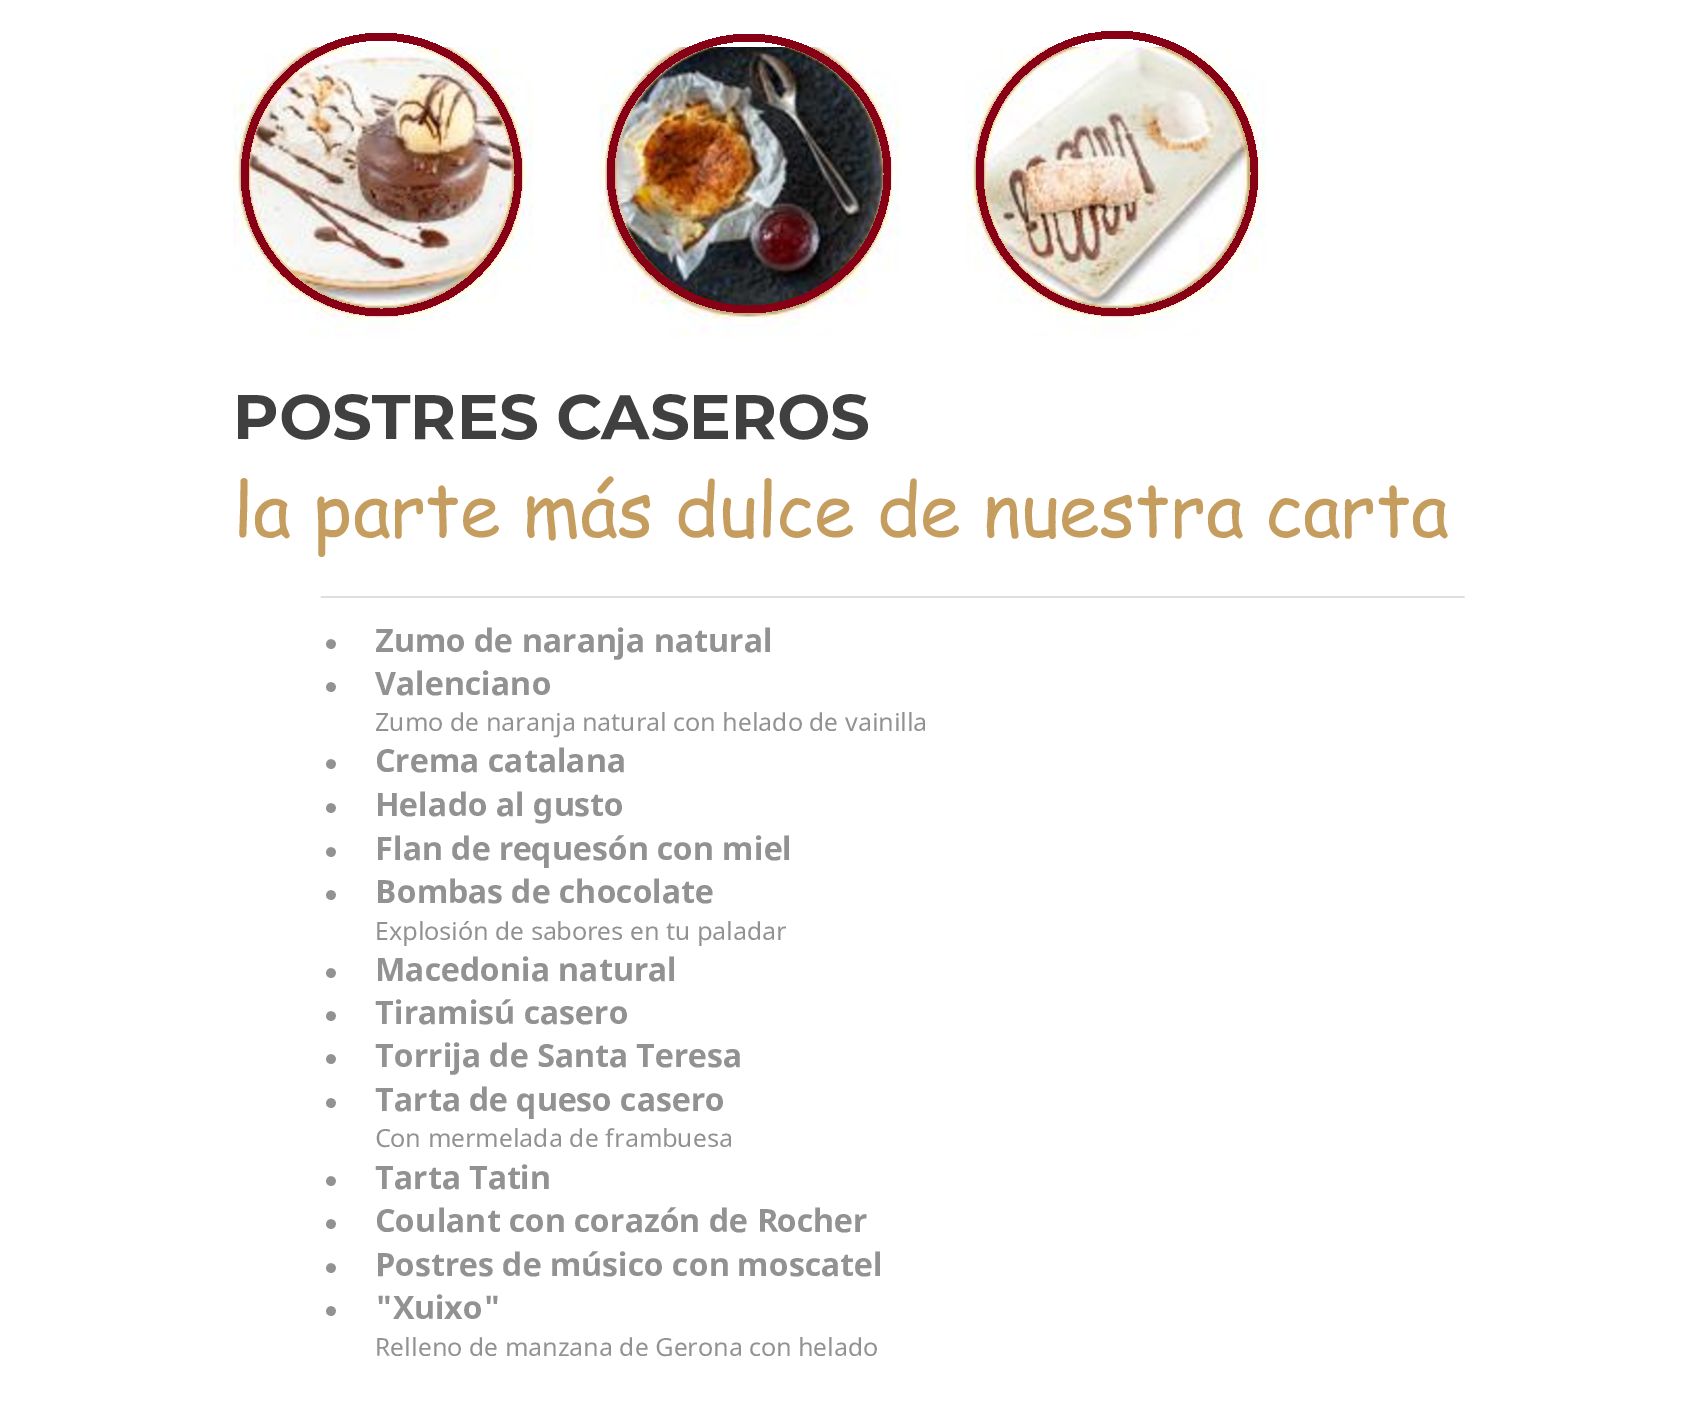 POSTRES CASEROS
la parte más dulce de nuestra carta
• Zumo de naranja natural
• Valenciano
Zumo de naranja natural con helado de vainilla
• Crema catalana
• Helado al gusto
• Flan de requesón con miel
• Bombas de chocolate
Explosión de sabores en tu paladar
• Macedonia natural
• Tiramisú casero
• Torrija de Santa Teresa
• Tarta de queso casero
Con mermelada de frambuesa
• Tarta Tatin
• Coulant con corazón de Rocher
• Postres de músico con moscatel
• "Xuixo"
Relleno de manzana de Gerona con helado